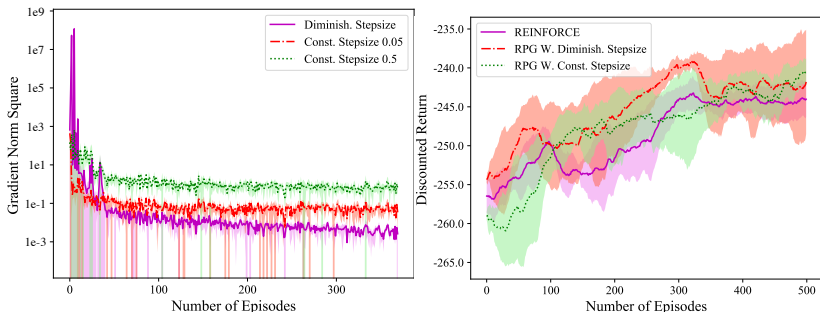 1e9
1e7
1e5
1e3
1e1
1e-1
1e-3
Gradient Norm Square
Diminish. Stepsize
Const. Stepsize 0.05
Const. Stepsize 0.5
0
100
200
300
Number of Episodes
-235.0
-240.0
-245.0
-250.0
-255.0
-260.0
-265.0
Discounted Return
REINFORCE
RPG W. Diminish. Stepsize
RPG W. Const. Stepsize
0
100
200
300
400
500
Number of Episodes